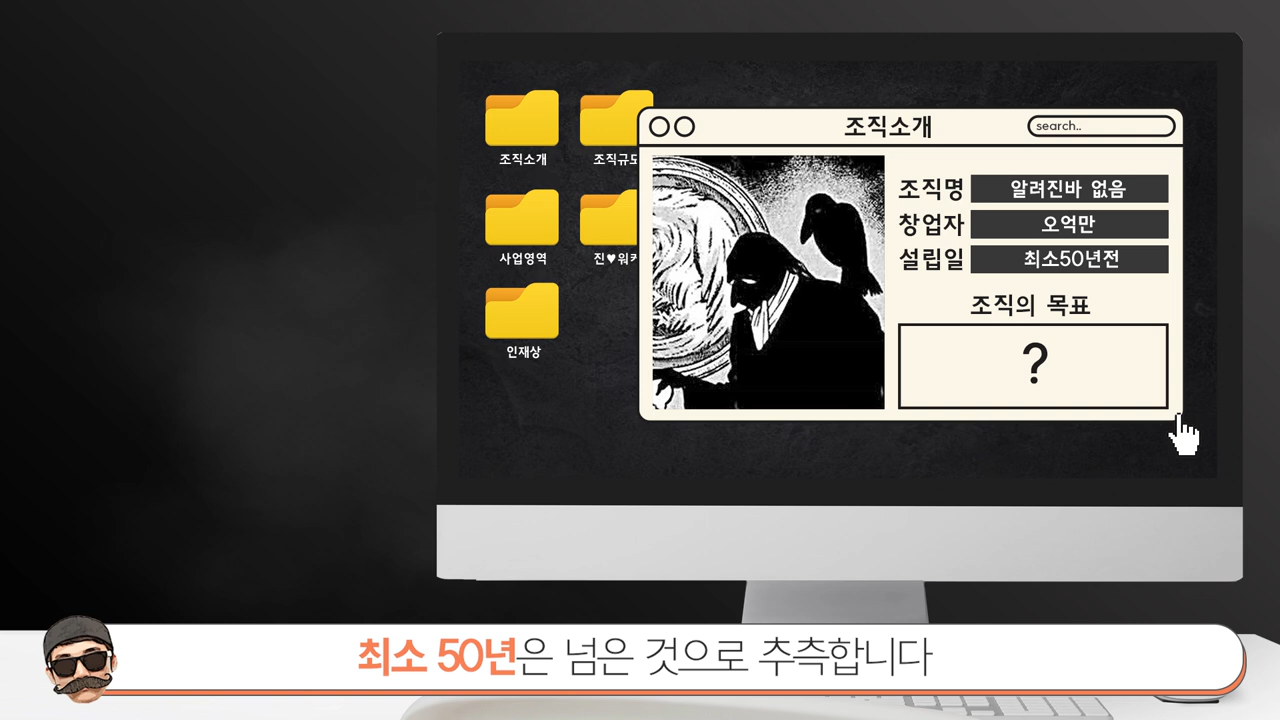 조직소개
search..
조직소개
조직규모
사업영역
진♥워커
인재상
조직명 알려진바 없음
창업자 오억만
설립일 최소50년전
조직의 목표
?
최소 50년은 넘은 것으로 추측합니다